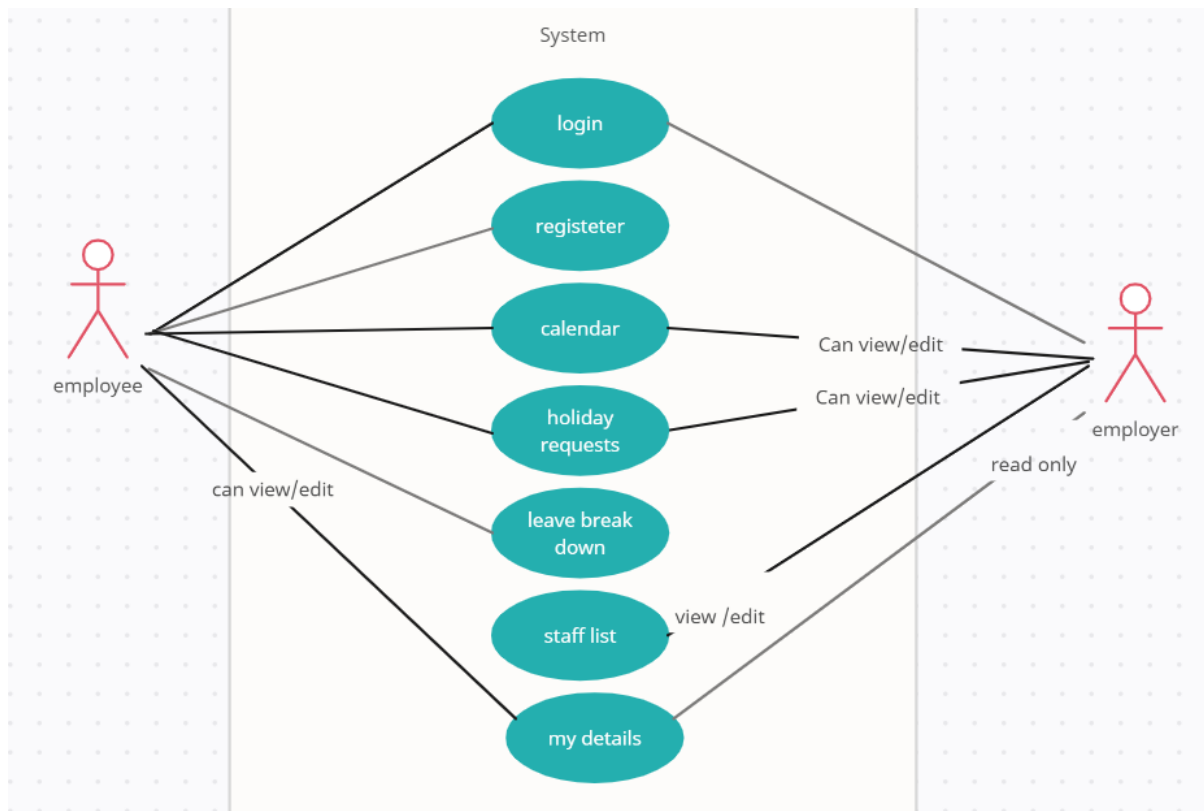 System
login
registeter
calendar
Can view/edit
employee
Can view/edit
holiday
requests
employer
read only
can view/edit
leave break
down
view /edit
staff list
my details